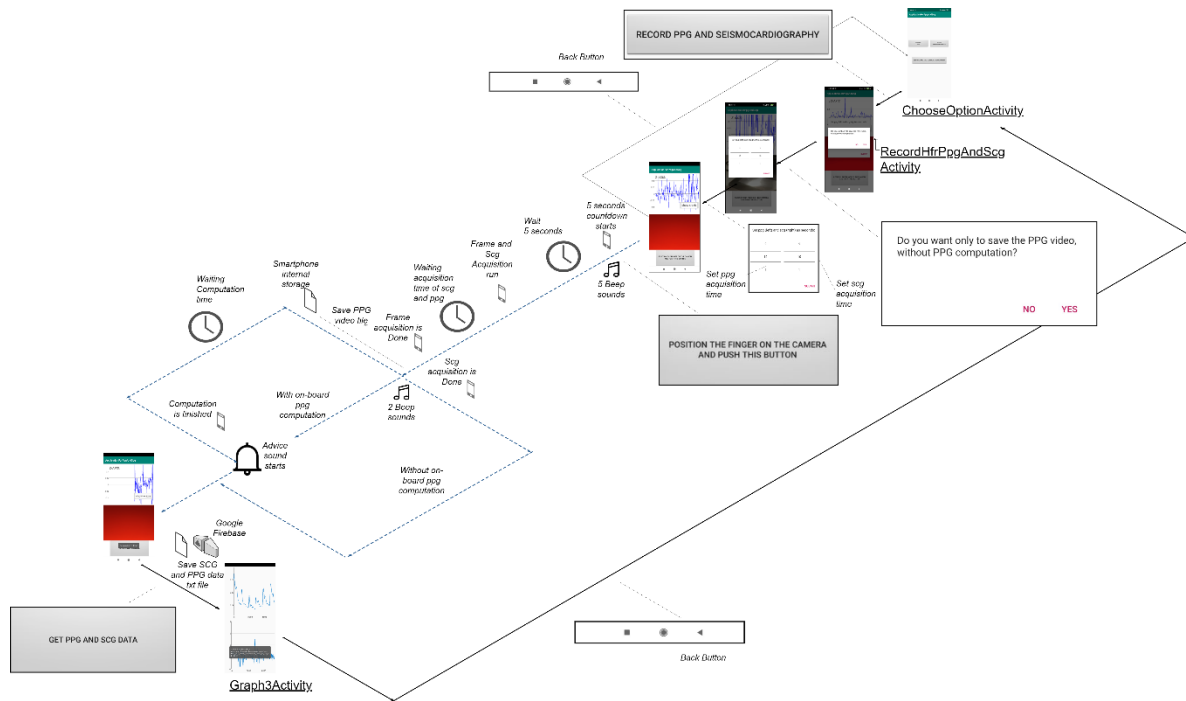 RECORD PPG AND SEISMOCARDIOGRAPHY
Back Button
ChooseOptionActivity
RecordHfrPpgAndScg
Activity
Do you want only to save the PPG video,
without PPG computation?
NO YES
Set ppg
acquisition
time
Set scg
acquisition
time
5 seconds
countdown
starts
Wait
5 seconds
5 Beep
sounds
POSITION THE FINGER ON THE CAMERA
AND PUSH THIS BUTTON
Frame and
Scg
Acquisition
run
Waiting
acquisition
time of scg
and ppg
Smartphone
internal
storage
Waiting
Computation
time
Save PPG
video file
Frame
acquisition is
Done
Scg
acquisition is
Done
2 Beep
sounds
With on-board
ppg
computation
Computation
is finished
Advice
sound
starts
Without on-
board ppg
computation
Google
Firebase
Save SCG
and PPG data
txt file
GET PPG AND SCG DATA
Graph3Activity
Back Button